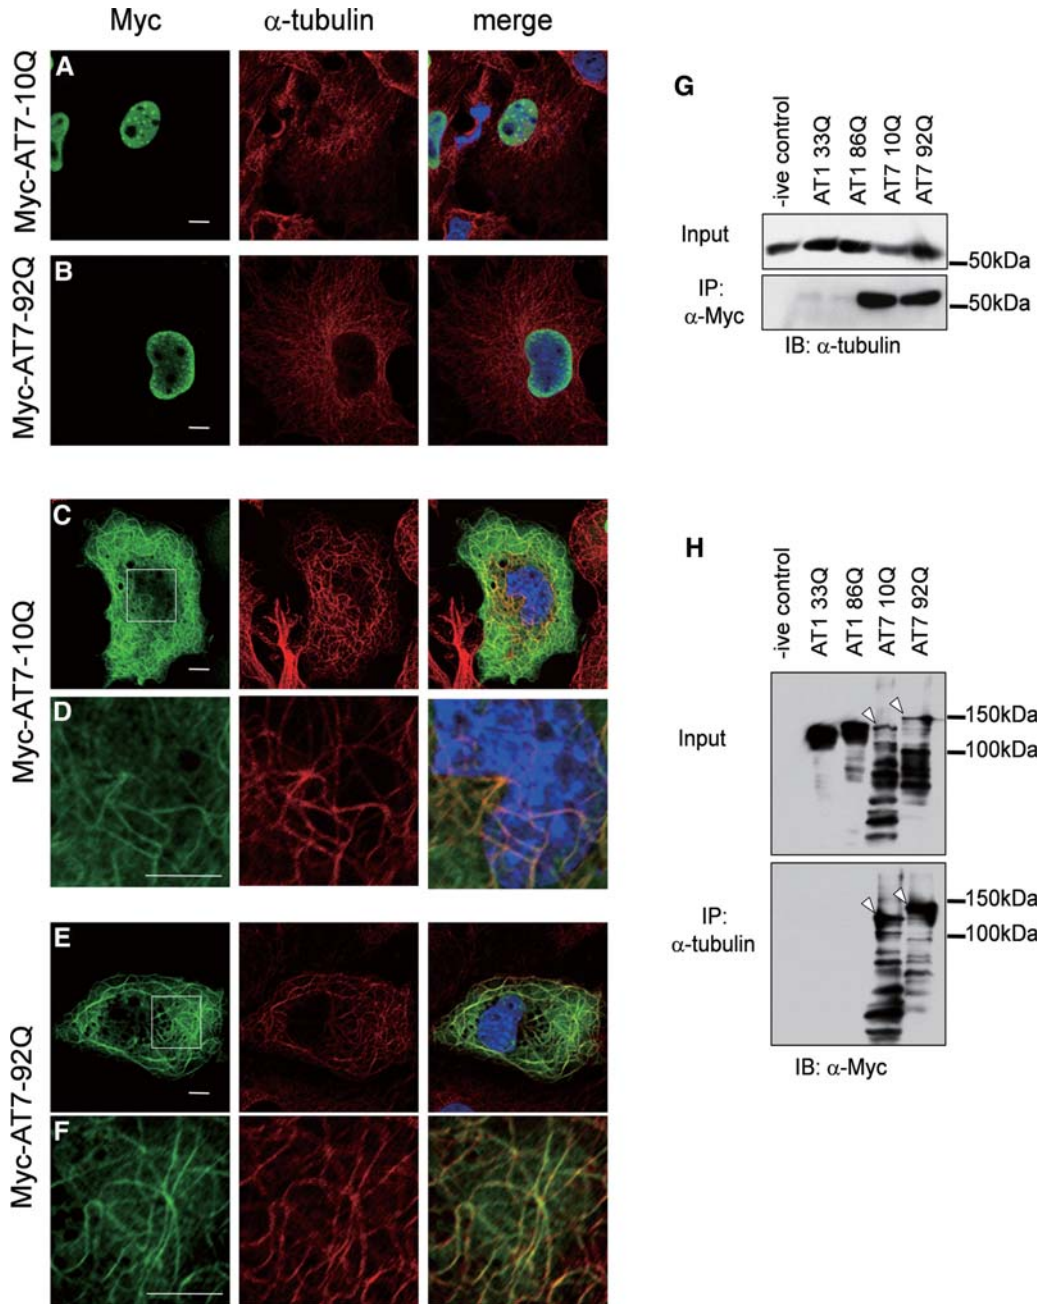 Myc α-tubulin merge
Myc-AT7-10Q
A
Myc-AT7-92Q
B
Myc-AT7-10Q
C
D
Myc-AT7-92Q
E
F
G
-ive control
AT1 33Q
AT1 86Q
AT7 10Q
AT7 92Q
Input
50kDa
IP:
α-Myc
50kDa
IB: α-tubulin
H
-ive control
AT1 33Q
AT1 86Q
AT7 10Q
AT7 92Q
Input
150kDa
100kDa
IP:
α-tubulin
150kDa
100kDa
IB: α-Myc